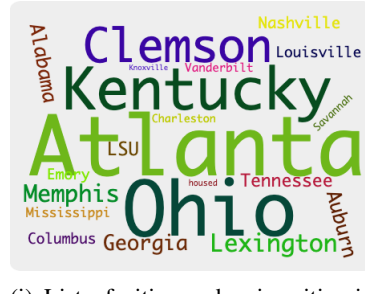 Nashville
Alabama
Clemson
Louisville
Knoxville
Vanderbilt
Kentucky
Savannah
Charleston
Atlanta
LSU
Emory
housed
Tennessee
Memphis
Ohio
Auburn
Mississippi
Columbus
Georgia
Lexington